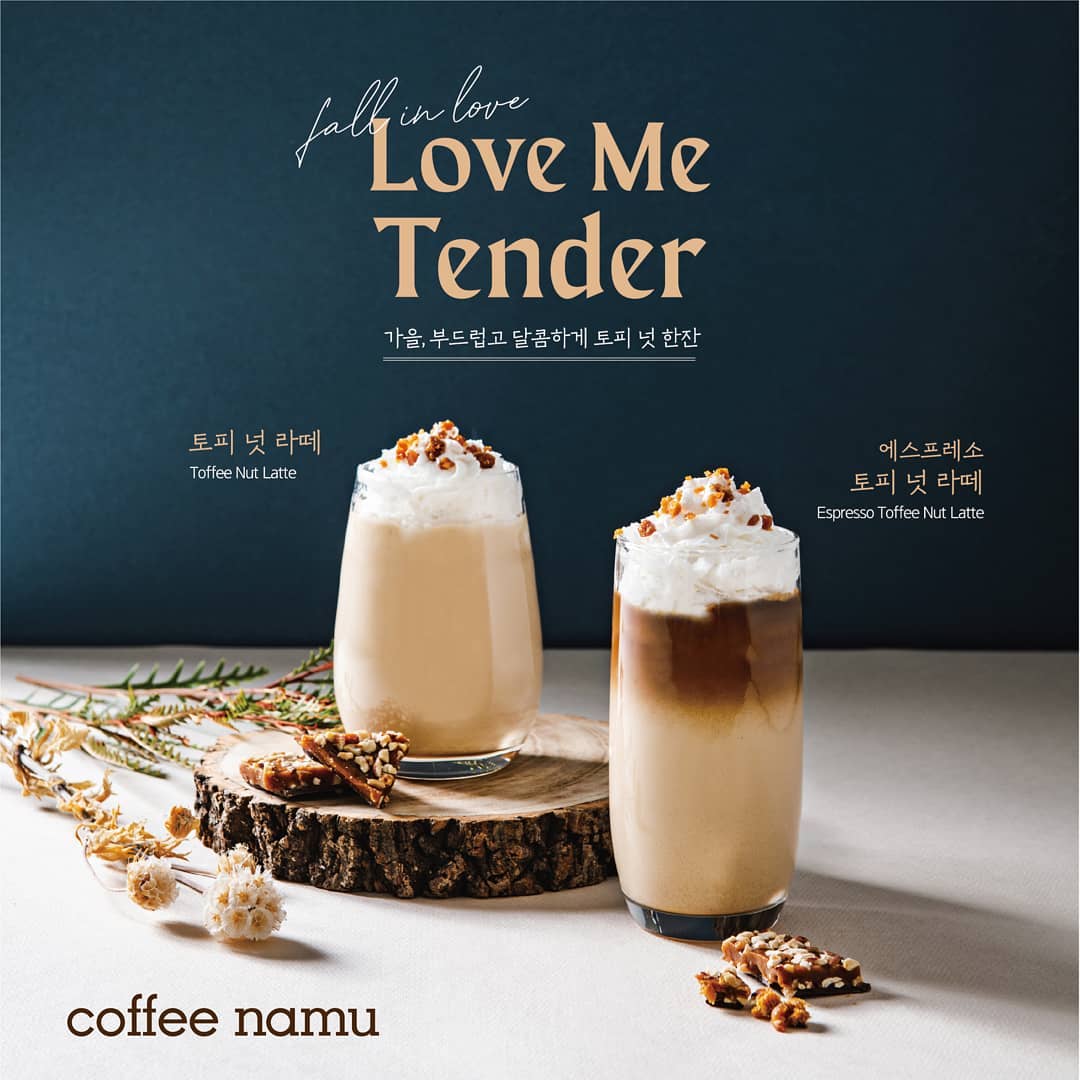 fall in love
Love Me
Tender
가을, 부드럽고 달콤하게 토피 넛 한잔
토피 넛 라떼
Toffee Nut Latte
에스프레소
토피 넛 라떼
Espresso Toffee Nut Latte
coffee namu